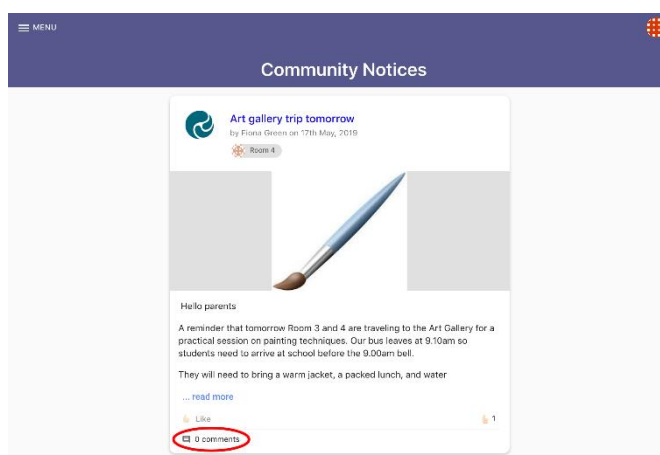 MENU
Community Notices
Art gallery trip tomorrow
by Fiona Green on 17th May, 2019
Room 4
Hello parents
A reminder that tomorrow Room 3 and 4 are traveling to the Art Gallery for a
practical session on painting techniques. Our bus leaves at 9.10am so
students need to arrive at school before the 9.00am bell.
They will need to bring a warm jacket, a packed lunch, and water
... read more
Like
1
0 comments